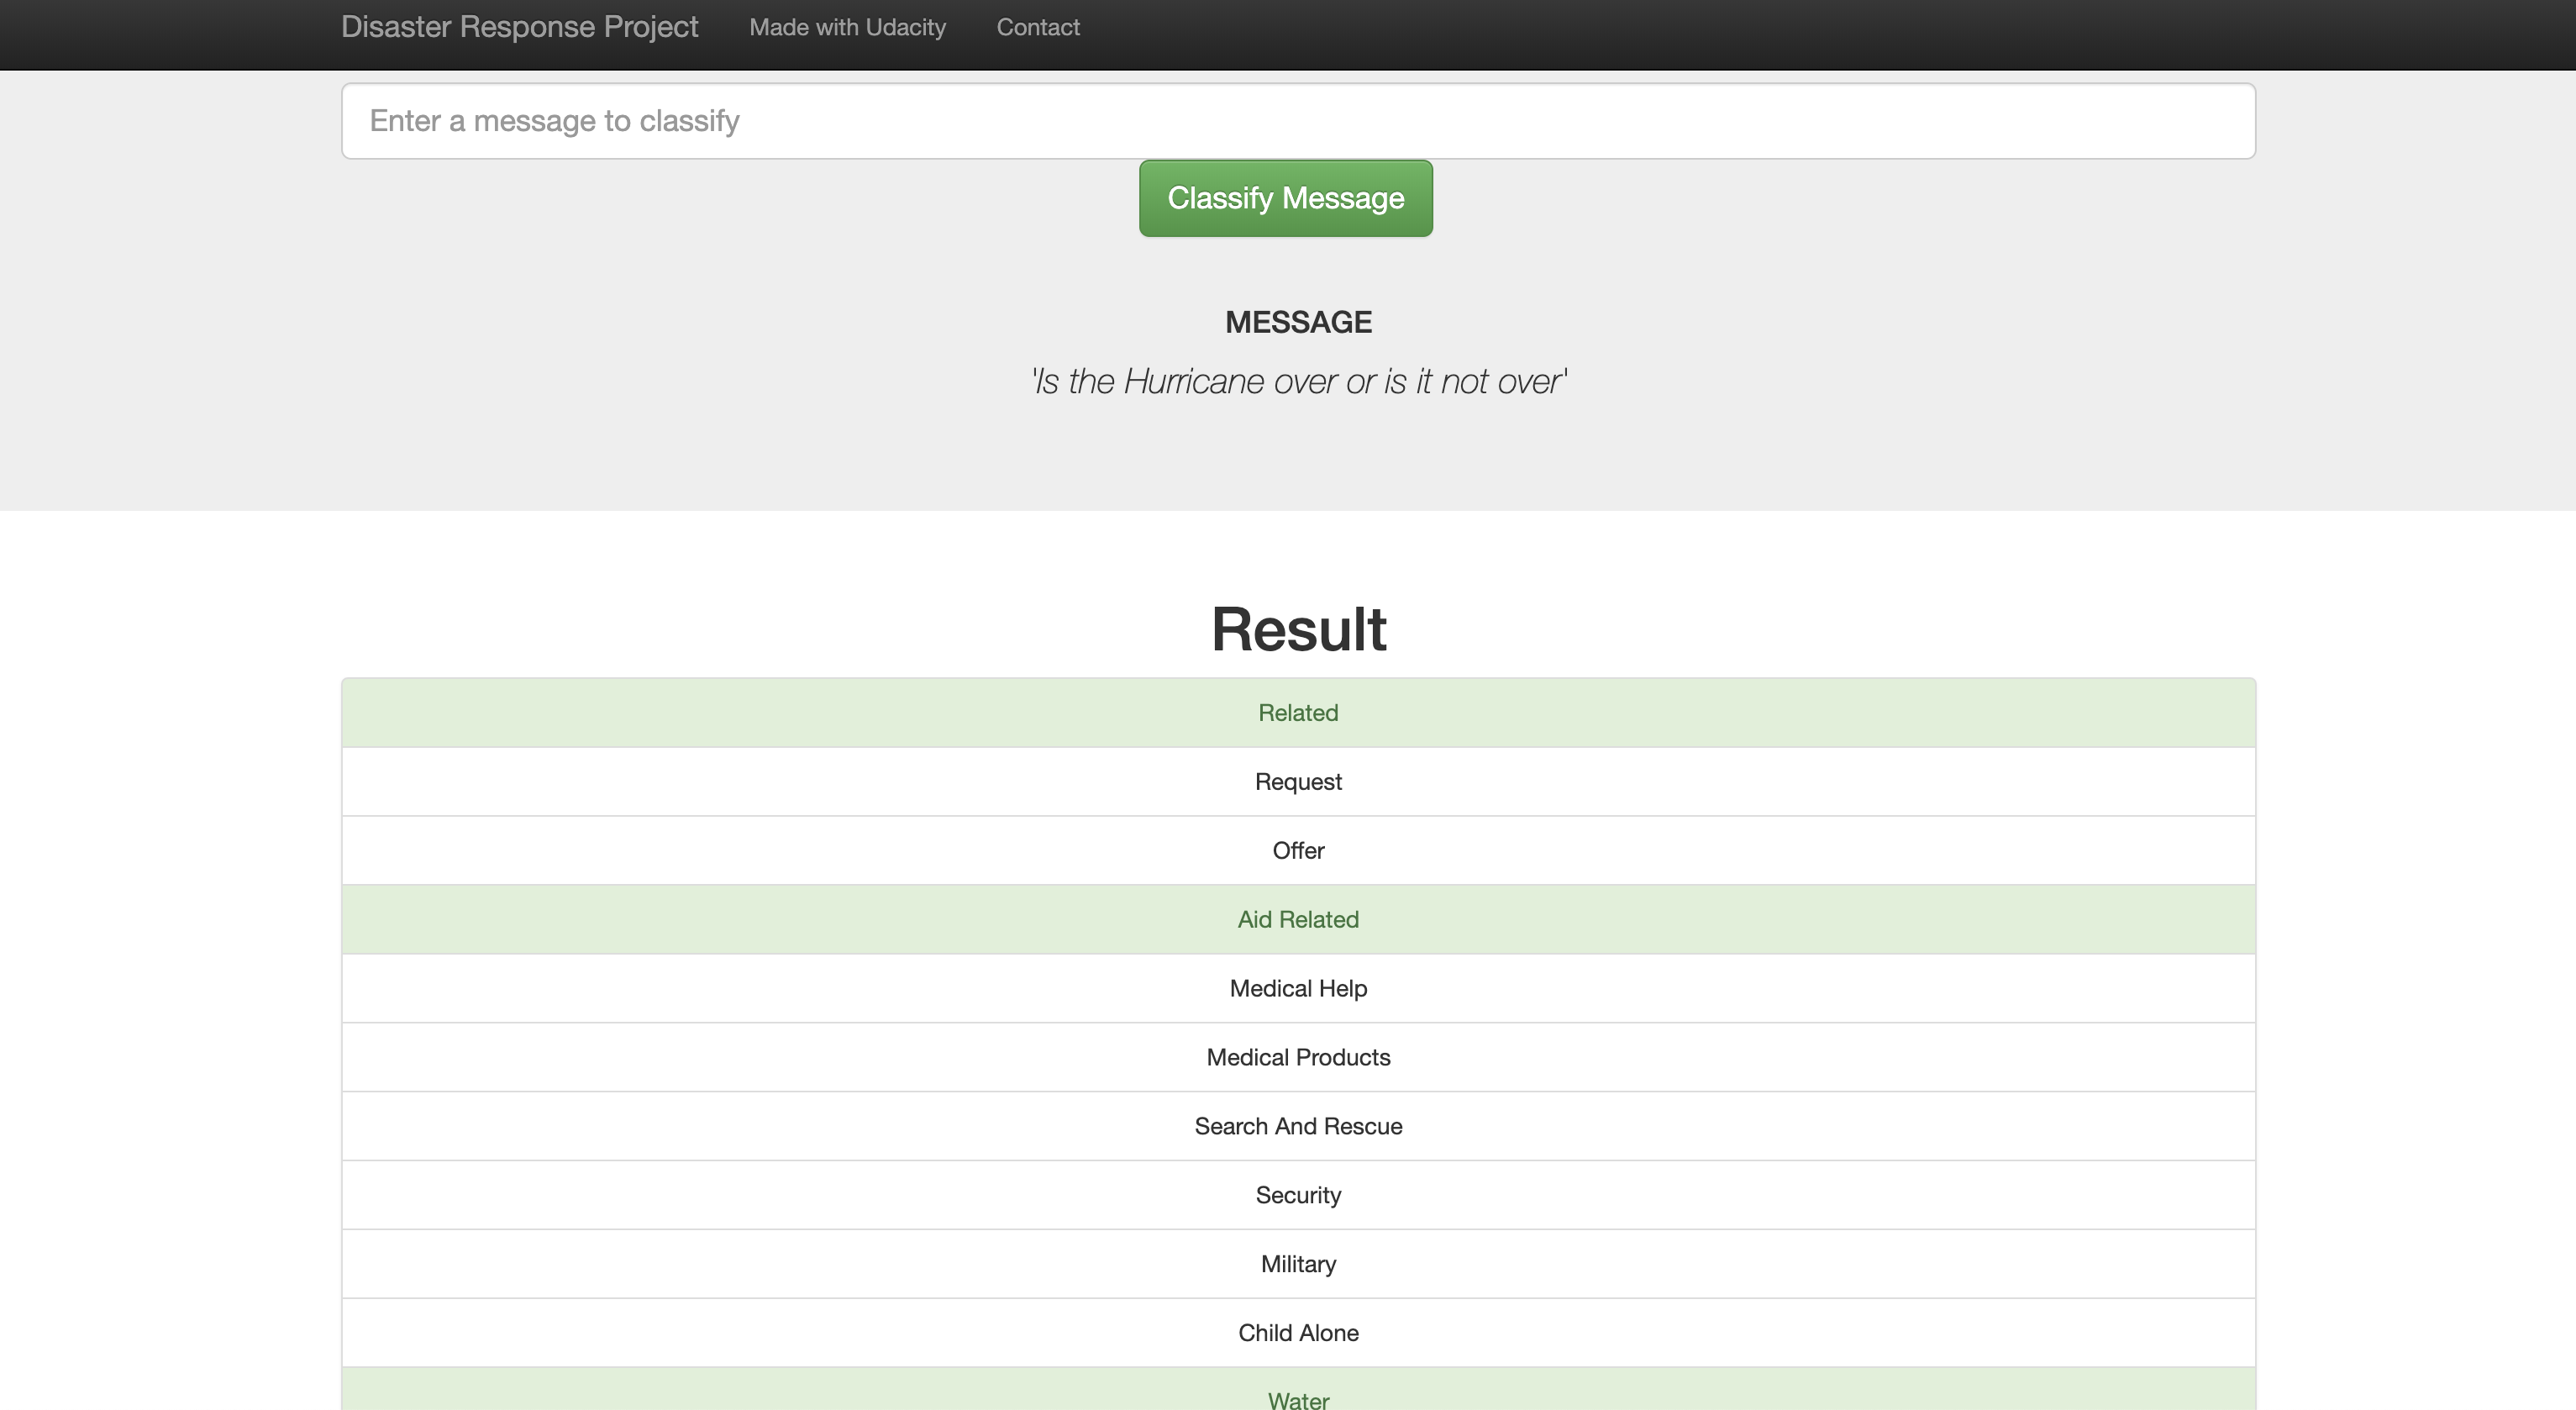 Disaster Response Project Made with Udacity Contact
Enter a message to classify
Classify Message
MESSAGE
'Is the Hurricane over or is it not over'
Result
Related
Request
Offer
Aid Related
Medical Help
Medical Products
Search And Rescue
Security
Military
Child Alone
Water